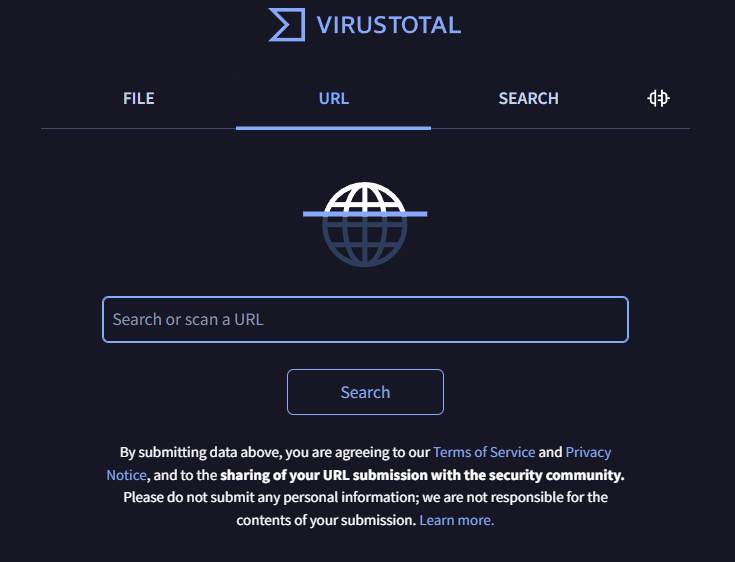 VIRUSTOTAL
FILE
URL
SEARCH
Search or scan a URL
Search
By submitting data above, you are agreeing to our Terms of Service and Privacy
Notice, and to the sharing of your URL submission with the security community.
Please do not submit any personal information; we are not responsible for the
contents of your submission. Learn more.